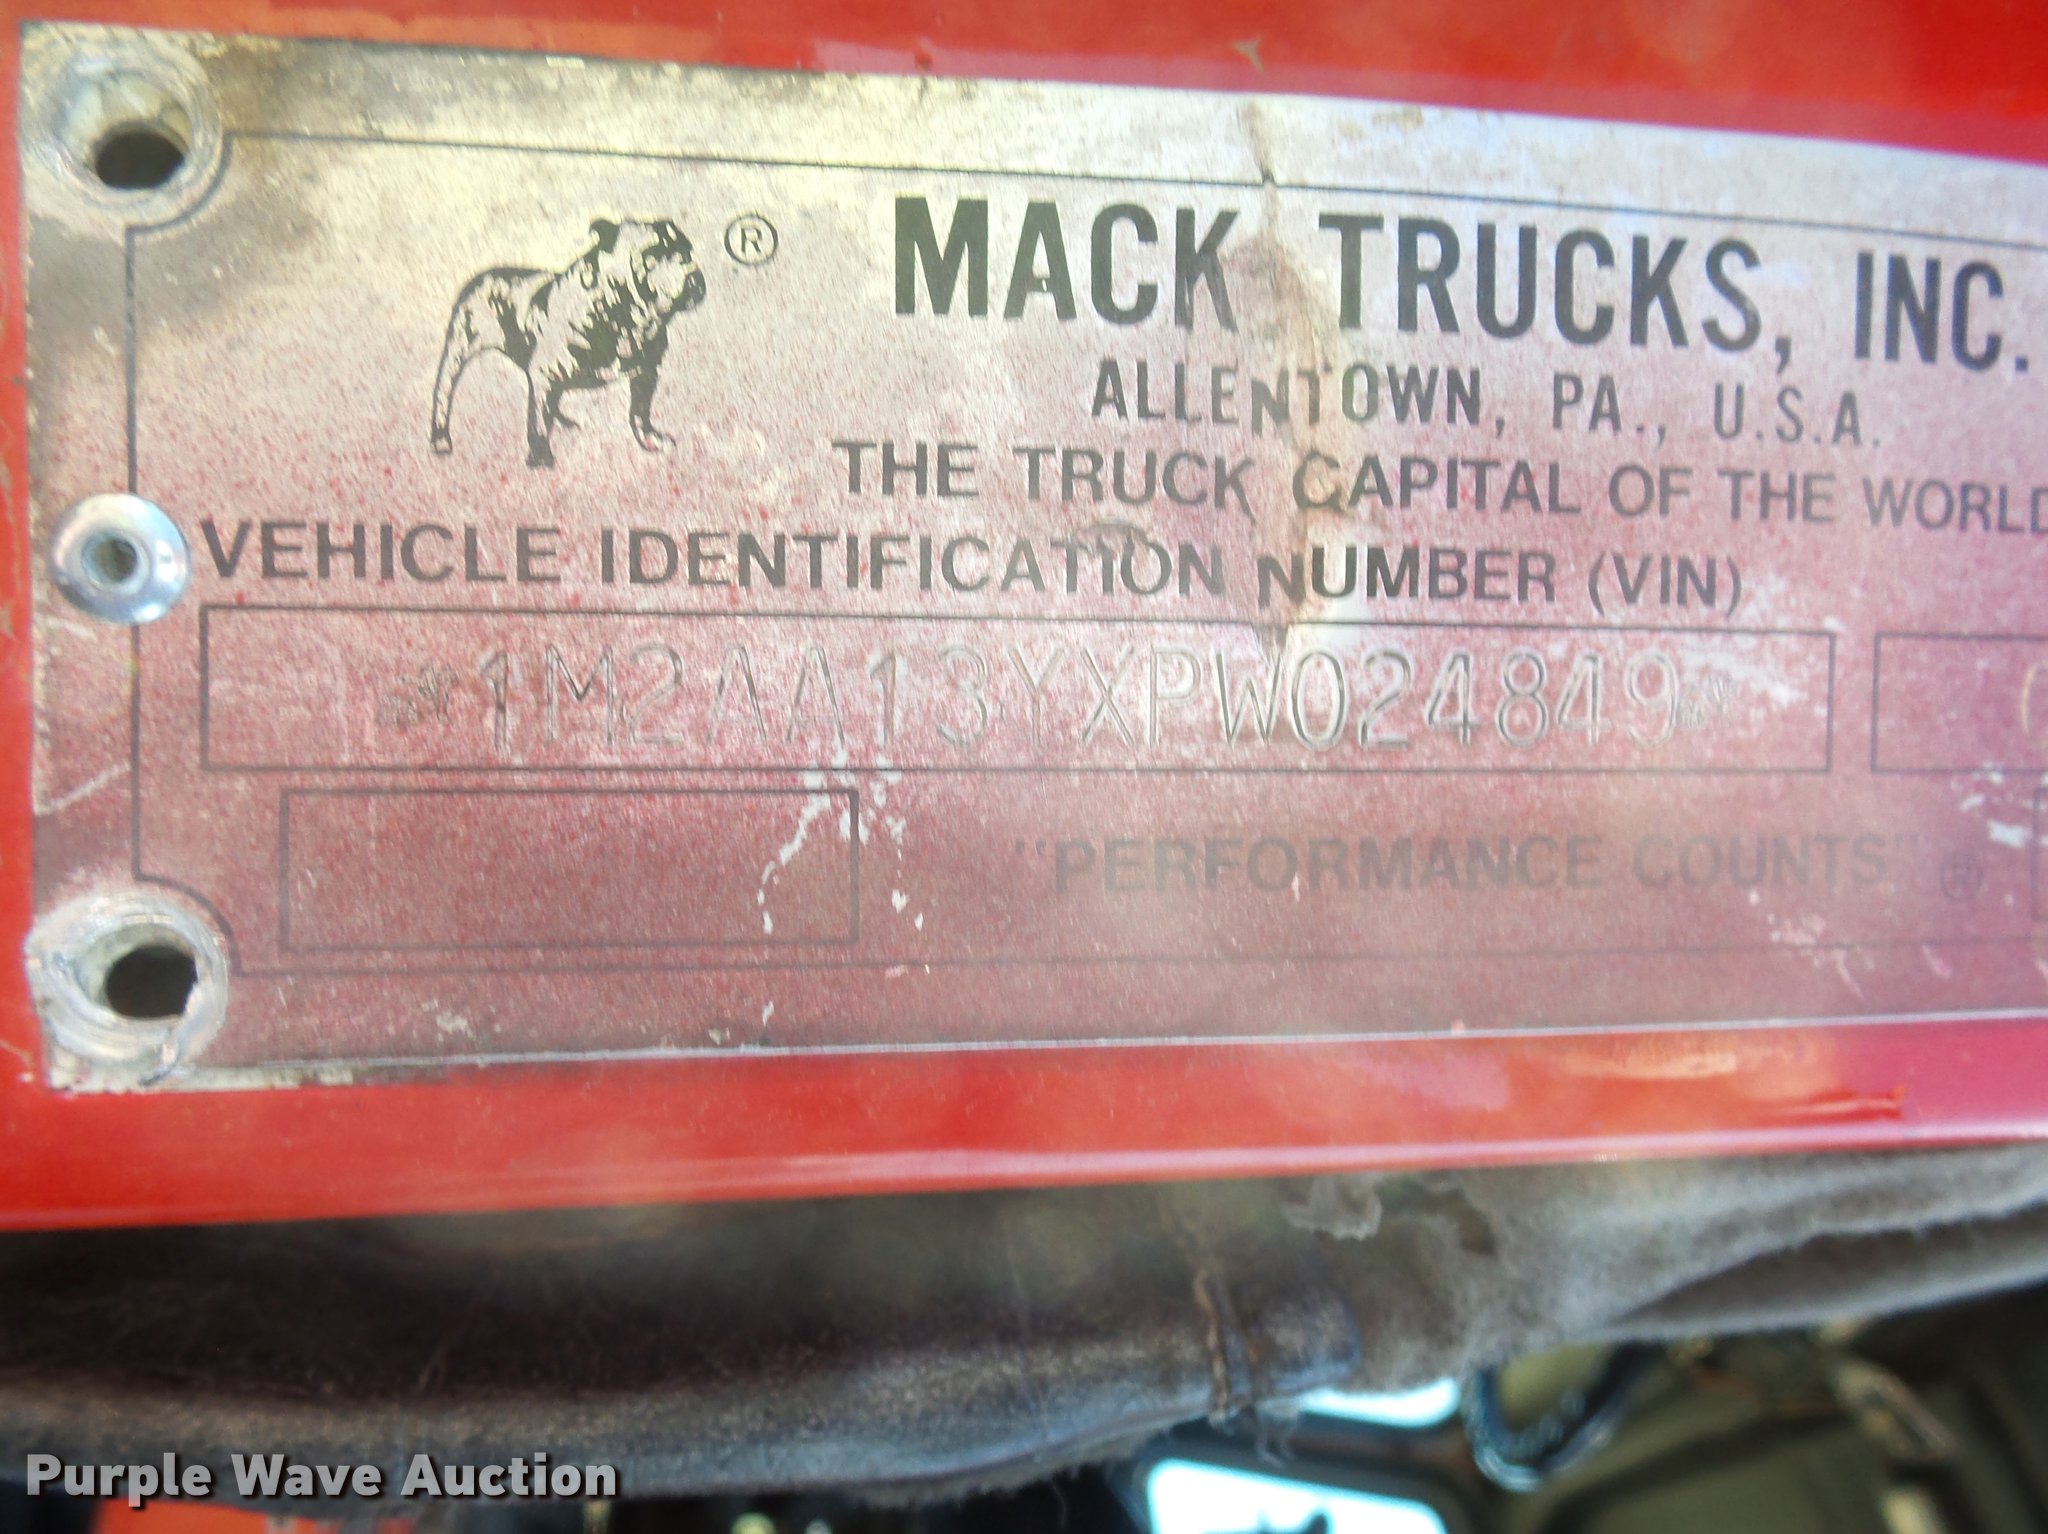 ®
MACK TRUCKS, INC.
ALLENTOWN, PA., U.S.A.
THE TRUCK CAPITAL OF THE WORLD
VEHICLE IDENTIFICATION NUMBER (VIN)
1M2AA13YXPW024849
"PERFORMANCE COUNTS" ®
Purple Wave Auction